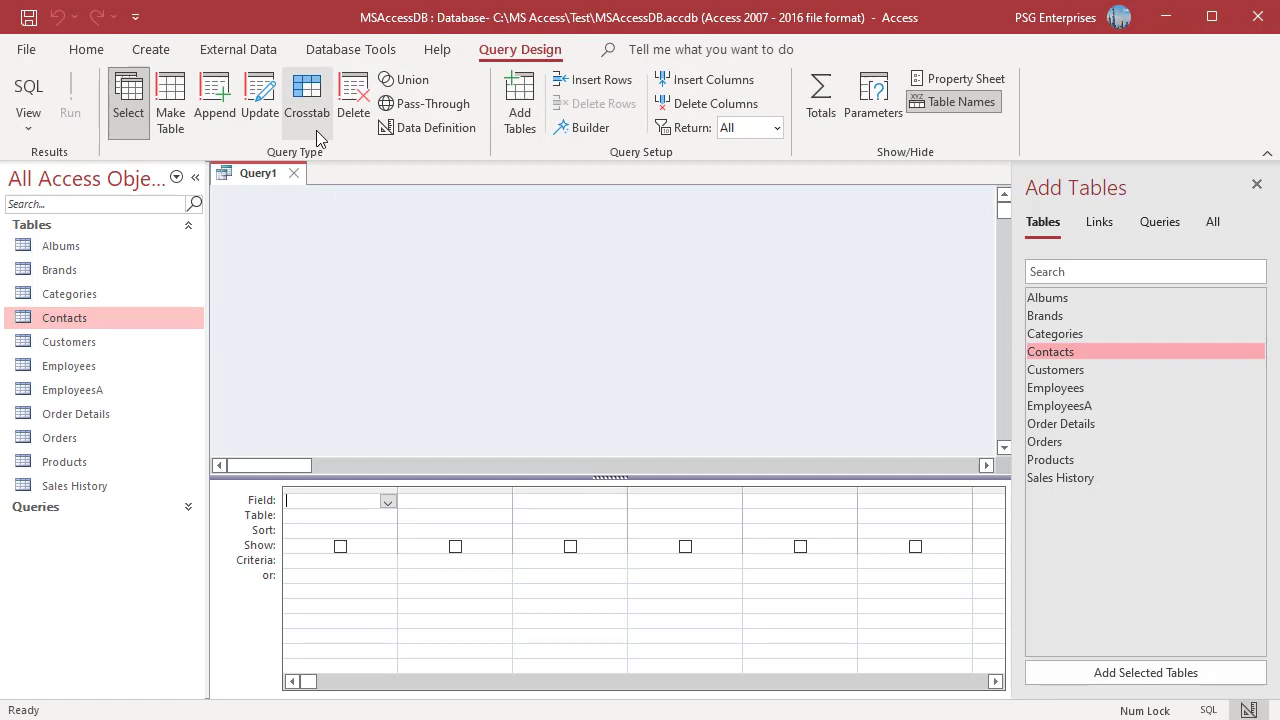 MSAccessDB : Database- C:\MS Access\Test\MSAccessDB.accdb (Access 2007 - 2016 file format) - Access
PSG Enterprises
File Home Create External Data Database Tools Help Query Design Tell me what you want to do
SQL
View
Run
Results
Select
Make Table
Append
Update
Crosstab
Delete
Union
Pass-Through
Data Definition
Query Type
Add Tables
Insert Rows
Delete Rows
Builder
Insert Columns
Delete Columns
Return: All
Query Setup
Totals
Parameters
Property Sheet
XYZ Table Names
Show/Hide
All Access Obje...
Search...
Tables
Albums
Brands
Categories
Contacts
Customers
Employees
EmployeesA
Order Details
Orders
Products
Sales History
Queries
Query1
Field:
Table:
Sort:
Show:
Criteria:
or:
Add Tables
Tables Links Queries All
Search
Albums
Brands
Categories
Contacts
Customers
Employees
EmployeesA
Order Details
Orders
Products
Sales History
Add Selected Tables
Ready
Num Lock SQL